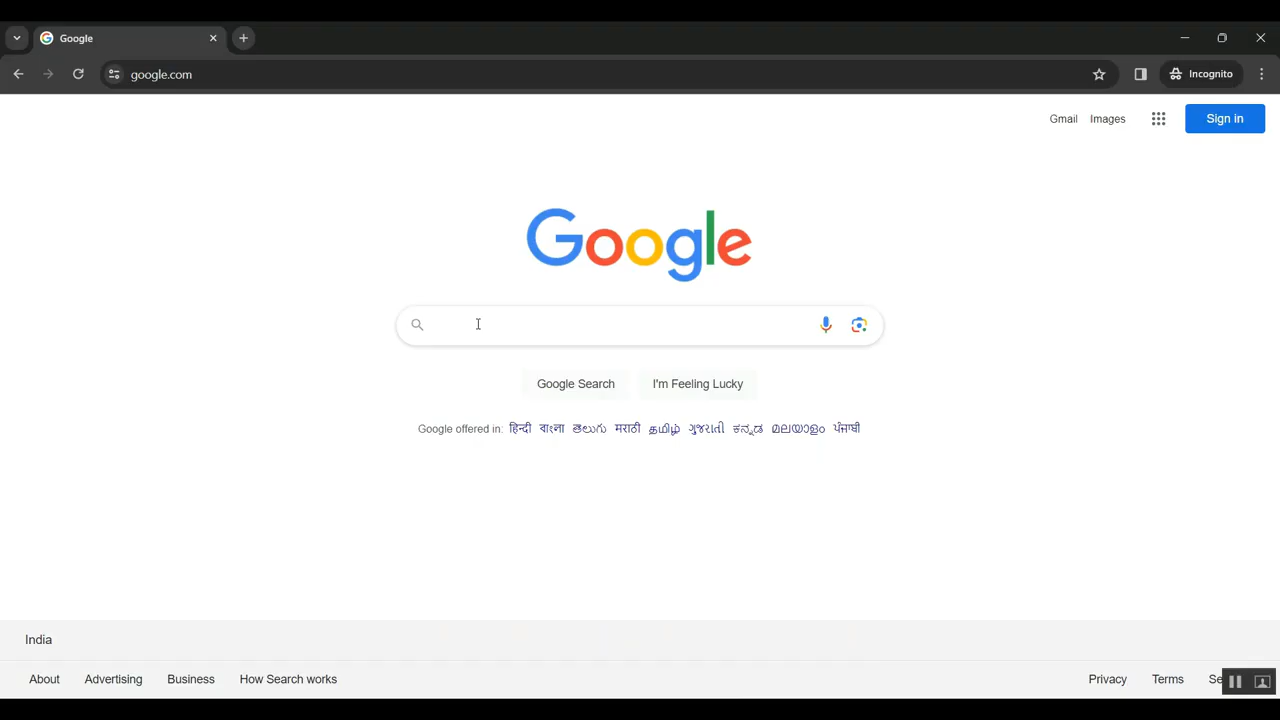 Google
google.com
Incognito
Gmail Images
Sign in
Google
Google Search I'm Feeling Lucky
Google offered in: हिन्दी বাংলা తెలుగు मराठी தமிழ் ગુજરાતી ಕನ್ನಡ മലയാളം ਪੰਜਾਬੀ
India
About Advertising Business How Search works Privacy Terms Se